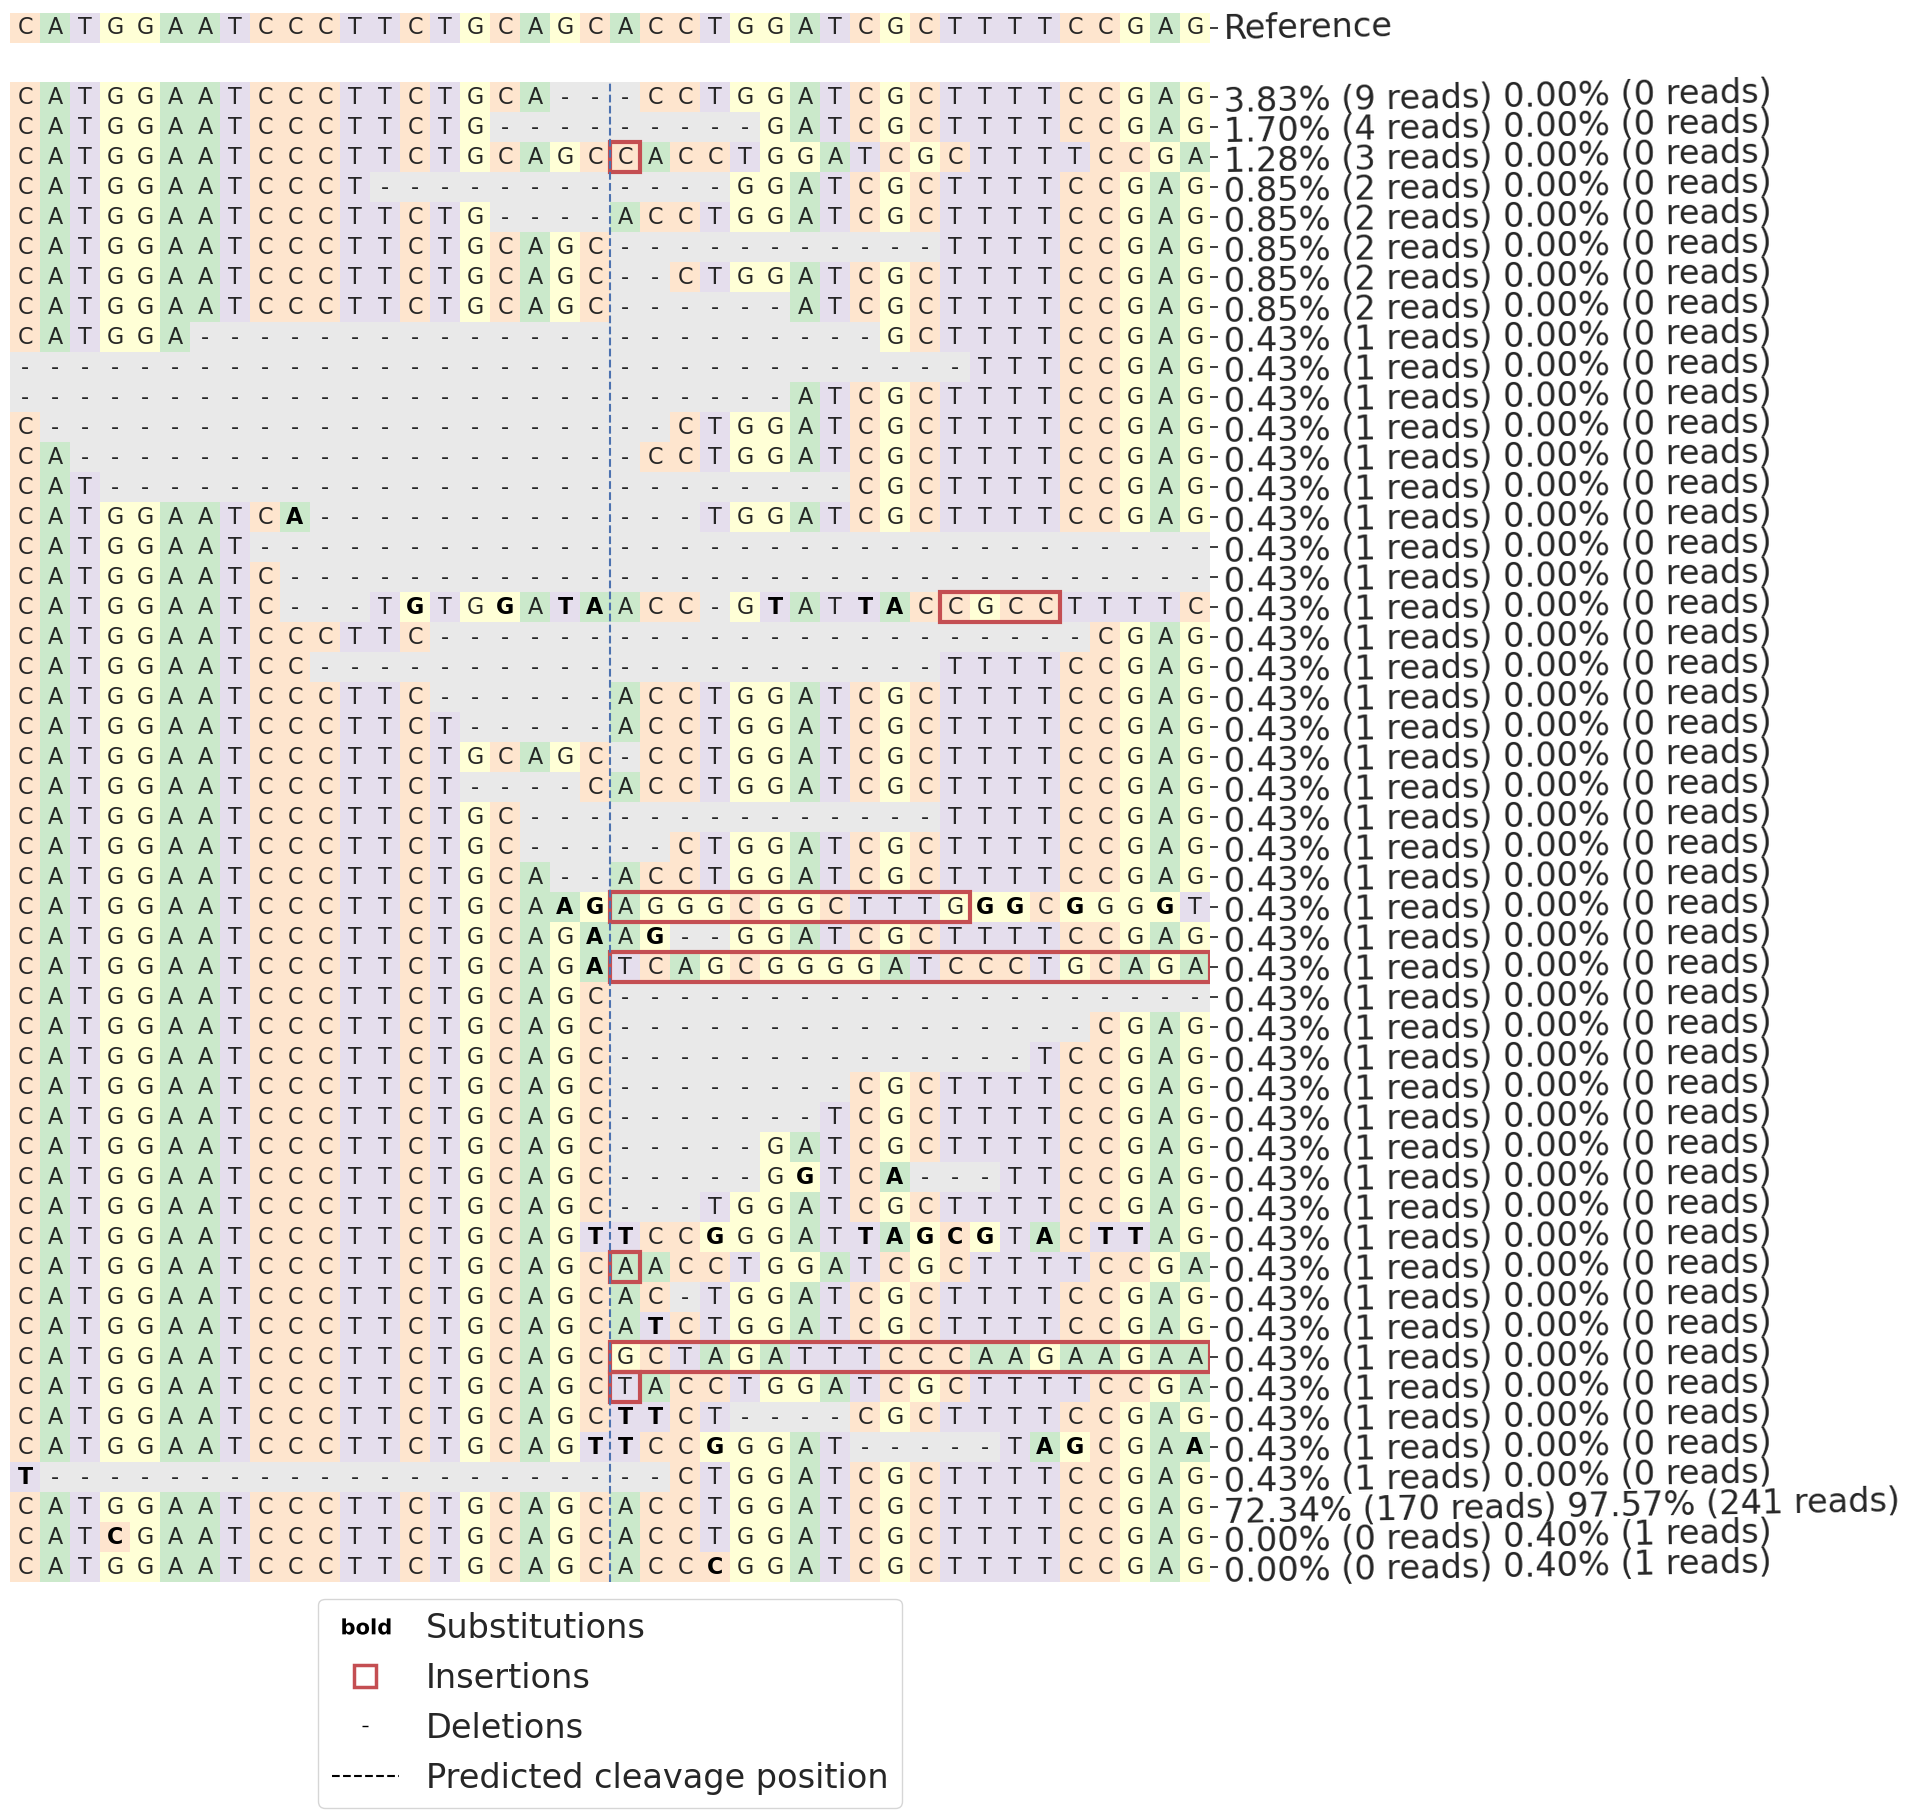 C A T G G A A T C C C T T C T G C A G C A C C T G G A T C G C T T T T C C G A G Reference
C A T G G A A T C C C T T C T G C A - - - C C T G G A T C G C T T T T C C G A G 3.83% (9 reads) 0.00% (0 reads)
C A T G G A A T C C C T T C T G - - - - - - - - - G A T C G C T T T T C C G A G 1.70% (4 reads) 0.00% (0 reads)
C A T G G A A T C C C T T C T G C A G C C A C C T G G A T C G C T T T T C C G A 1.28% (3 reads) 0.00% (0 reads)
C A T G G A A T C C C T - - - - - - - - - - - - G G A T C G C T T T T C C G A G 0.85% (2 reads) 0.00% (0 reads)
C A T G G A A T C C C T T C T G - - - - A C C T G G A T C G C T T T T C C G A G 0.85% (2 reads) 0.00% (0 reads)
C A T G G A A T C C C T T C T G C A G C - - - - - - - - - - - T T T T C C G A G 0.85% (2 reads) 0.00% (0 reads)
C A T G G A A T C C C T T C T G C A G C - - C T G G A T C G C T T T T C C G A G 0.85% (2 reads) 0.00% (0 reads)
C A T G G A A T C C C T T C T G C A G C - - - - - - A T C G C T T T T C C G A G 0.85% (2 reads) 0.00% (0 reads)
C A T G G A - - - - - - - - - - - - - - - - - - - - - - - G C T T T T C C G A G 0.43% (1 reads) 0.00% (0 reads)
- - - - - - - - - - - - - - - - - - - - - - - - - - - - - - - - T T T C C G A G 0.43% (1 reads) 0.00% (0 reads)
- - - - - - - - - - - - - - - - - - - - - - - - - - A T C G C T T T T C C G A G 0.43% (1 reads) 0.00% (0 reads)
C - - - - - - - - - - - - - - - - - - - - - C T G G A T C G C T T T T C C G A G 0.43% (1 reads) 0.00% (0 reads)
C A - - - - - - - - - - - - - - - - - - - C C T G G A T C G C T T T T C C G A G 0.43% (1 reads) 0.00% (0 reads)
C A T - - - - - - - - - - - - - - - - - - - - - - - - - C G C T T T T C C G A G 0.43% (1 reads) 0.00% (0 reads)
C A T G G A A T C A - - - - - - - - - - - - - T G G A T C G C T T T T C C G A G 0.43% (1 reads) 0.00% (0 reads)
C A T G G A A T - - - - - - - - - - - - - - - - - - - - - - - - - - - - - - - - 0.43% (1 reads) 0.00% (0 reads)
C A T G G A A T C - - - - - - - - - - - - - - - - - - - - - - - - - - - - - - - 0.43% (1 reads) 0.00% (0 reads)
C A T G G A A T C - - - T G T G G A T A A C C - G T A T T A C C G C C T T T T C 0.43% (1 reads) 0.00% (0 reads)
C A T G G A A T C C C T T C - - - - - - - - - - - - - - - - - - - - - - C G A G 0.43% (1 reads) 0.00% (0 reads)
C A T G G A A T C C - - - - - - - - - - - - - - - - - - - - - T T T T C C G A G 0.43% (1 reads) 0.00% (0 reads)
C A T G G A A T C C C T T C - - - - - - A C C T G G A T C G C T T T T C C G A G 0.43% (1 reads) 0.00% (0 reads)
C A T G G A A T C C C T T C T - - - - - A C C T G G A T C G C T T T T C C G A G 0.43% (1 reads) 0.00% (0 reads)
C A T G G A A T C C C T T C T G C A G C - C C T G G A T C G C T T T T C C G A G 0.43% (1 reads) 0.00% (0 reads)
C A T G G A A T C C C T T C T - - - - C A C C T G G A T C G C T T T T C C G A G 0.43% (1 reads) 0.00% (0 reads)
C A T G G A A T C C C T T C T G C - - - - - - - - - - - - - - T T T T C C G A G 0.43% (1 reads) 0.00% (0 reads)
C A T G G A A T C C C T T C T G C - - - - - C T G G A T C G C T T T T C C G A G 0.43% (1 reads) 0.00% (0 reads)
C A T G G A A T C C C T T C T G C A - - A C C T G G A T C G C T T T T C C G A G 0.43% (1 reads) 0.00% (0 reads)
C A T G G A A T C C C T T C T G C A A G A G G G C G G C T T T G G G C G G G G T 0.43% (1 reads) 0.00% (0 reads)
C A T G G A A T C C C T T C T G C A G A A G - - G G A T C G C T T T T C C G A G 0.43% (1 reads) 0.00% (0 reads)
C A T G G A A T C C C T T C T G C A G A T C A G C G G G G A T C C C T G C A G A 0.43% (1 reads) 0.00% (0 reads)
C A T G G A A T C C C T T C T G C A G C - - - - - - - - - - - - - - - - - - - - 0.43% (1 reads) 0.00% (0 reads)
C A T G G A A T C C C T T C T G C A G C - - - - - - - - - - - - - - - - C G A G 0.43% (1 reads) 0.00% (0 reads)
C A T G G A A T C C C T T C T G C A G C - - - - - - - - - - - - - - T C C G A G 0.43% (1 reads) 0.00% (0 reads)
C A T G G A A T C C C T T C T G C A G C - - - - - - - - C G C T T T T C C G A G 0.43% (1 reads) 0.00% (0 reads)
C A T G G A A T C C C T T C T G C A G C - - - - - - - T C G C T T T T C C G A G 0.43% (1 reads) 0.00% (0 reads)
C A T G G A A T C C C T T C T G C A G C - - - - - G A T C G C T T T T C C G A G 0.43% (1 reads) 0.00% (0 reads)
C A T G G A A T C C C T T C T G C A G C - - - - - G G T C A - - - T T C C G A G 0.43% (1 reads) 0.00% (0 reads)
C A T G G A A T C C C T T C T G C A G C - - - T G G A T C G C T T T T C C G A G 0.43% (1 reads) 0.00% (0 reads)
C A T G G A A T C C C T T C T G C A G T T C C G G G A T T A G C G T A C T T A G 0.43% (1 reads) 0.00% (0 reads)
C A T G G A A T C C C T T C T G C A G C A A C C T G G A T C G C T T T T C C G A 0.43% (1 reads) 0.00% (0 reads)
C A T G G A A T C C C T T C T G C A G C A C - T G G A T C G C T T T T C C G A G 0.43% (1 reads) 0.00% (0 reads)
C A T G G A A T C C C T T C T G C A G C A T C T G G A T C G C T T T T C C G A G 0.43% (1 reads) 0.00% (0 reads)
C A T G G A A T C C C T T C T G C A G C G C T A G A T T T C C C A A G A A G A A 0.43% (1 reads) 0.00% (0 reads)
C A T G G A A T C C C T T C T G C A G C T A C C T G G A T C G C T T T T C C G A 0.43% (1 reads) 0.00% (0 reads)
C A T G G A A T C C C T T C T G C A G C T T C T - - - - C G C T T T T C C G A G 0.43% (1 reads) 0.00% (0 reads)
C A T G G A A T C C C T T C T G C A G T T C C G G G A T - - - - - T A G C G A A 0.43% (1 reads) 0.00% (0 reads)
T - - - - - - - - - - - - - - - - - - - - - C T G G A T C G C T T T T C C G A G 0.43% (1 reads) 0.00% (0 reads)
C A T G G A A T C C C T T C T G C A G C A C C T G G A T C G C T T T T C C G A G 72.34% (170 reads) 97.57% (241 reads)
C A T C G A A T C C C T T C T G C A G C A C C T G G A T C G C T T T T C C G A G 0.00% (0 reads) 0.40% (1 reads)
C A T G G A A T C C C T T C T G C A G C A C C C G G A T C G C T T T T C C G A G 0.00% (0 reads) 0.40% (1 reads)
bold Substitutions
Insertions
- Deletions
Predicted cleavage position